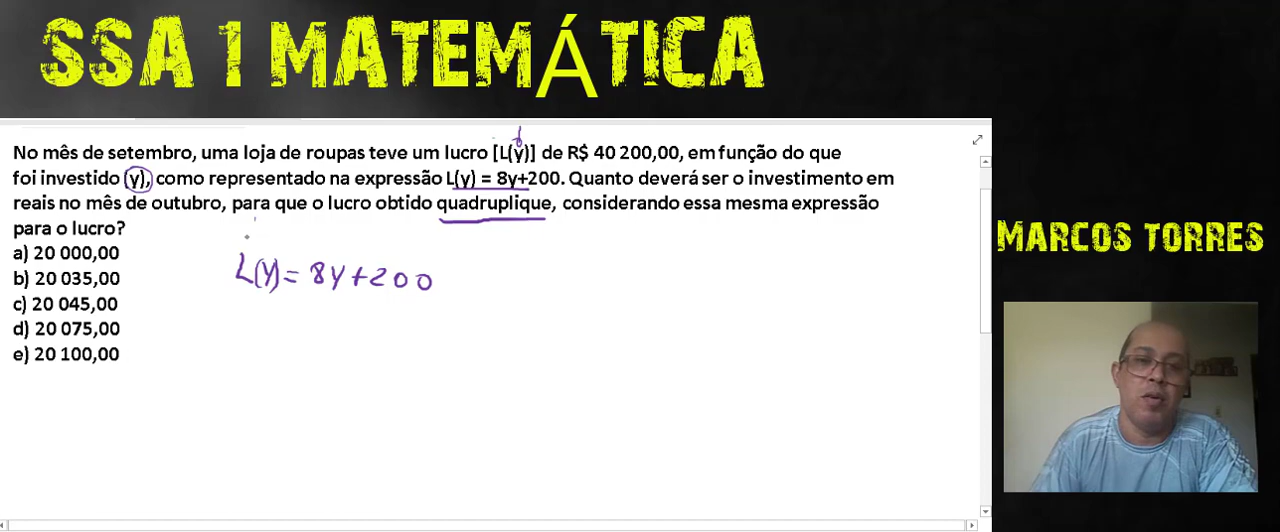 SSA 1 MATEMÁTICA
No mês de setembro, uma loja de roupas teve um lucro [L(y)] de R$ 40 200,00, em função do que
foi investido (y), como representado na expressão L(y) = 8y+200. Quanto deverá ser o investimento em
reais no mês de outubro, para que o lucro obtido quadruplique, considerando essa mesma expressão
para o lucro?
a) 20 000,00
b) 20 035,00
c) 20 045,00
d) 20 075,00
e) 20 100,00
L(y)= 8y+200
MARCOS TORRES